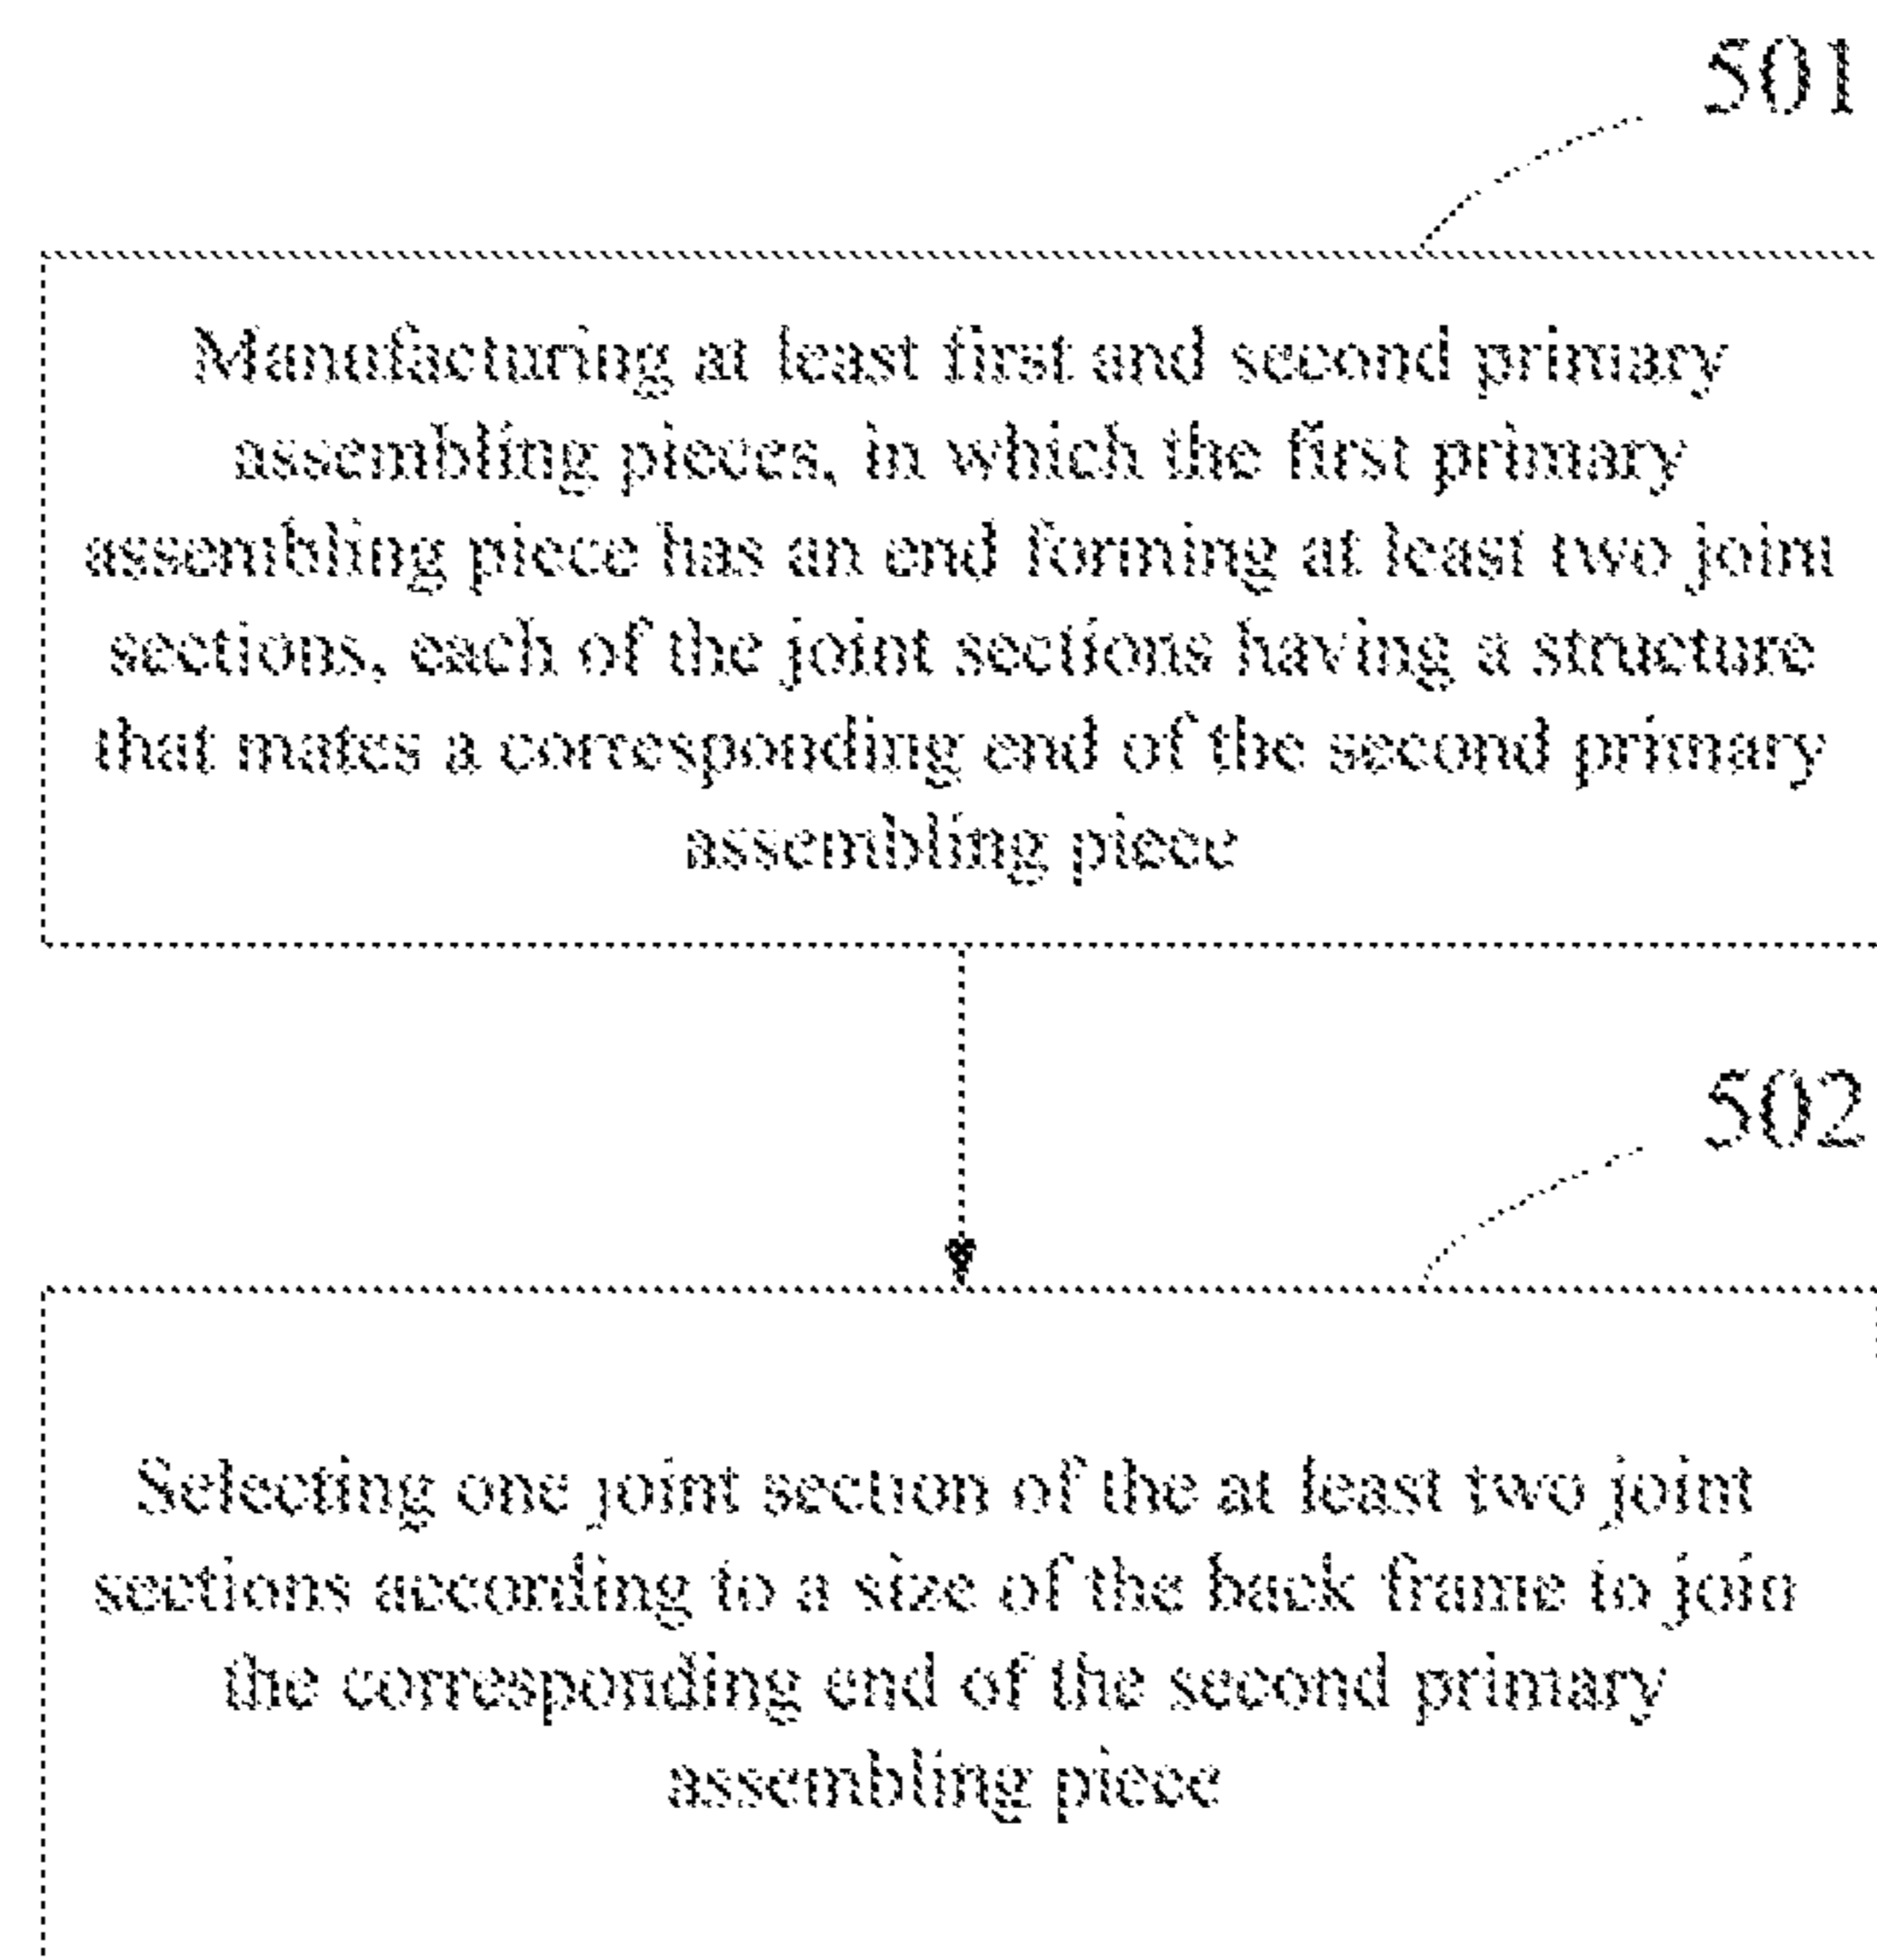 501
Manufacturing at least first and second primary
assembling pieces, in which the first primary
assembling piece has an end forming at least two joint
sections, each of the joint sections having a structure
that mates a corresponding end of the second primary
assembling piece
502
Selecting one joint section of the at least two joint
sections according to a size of the back frame to join
the corresponding end of the second primary
assembling piece